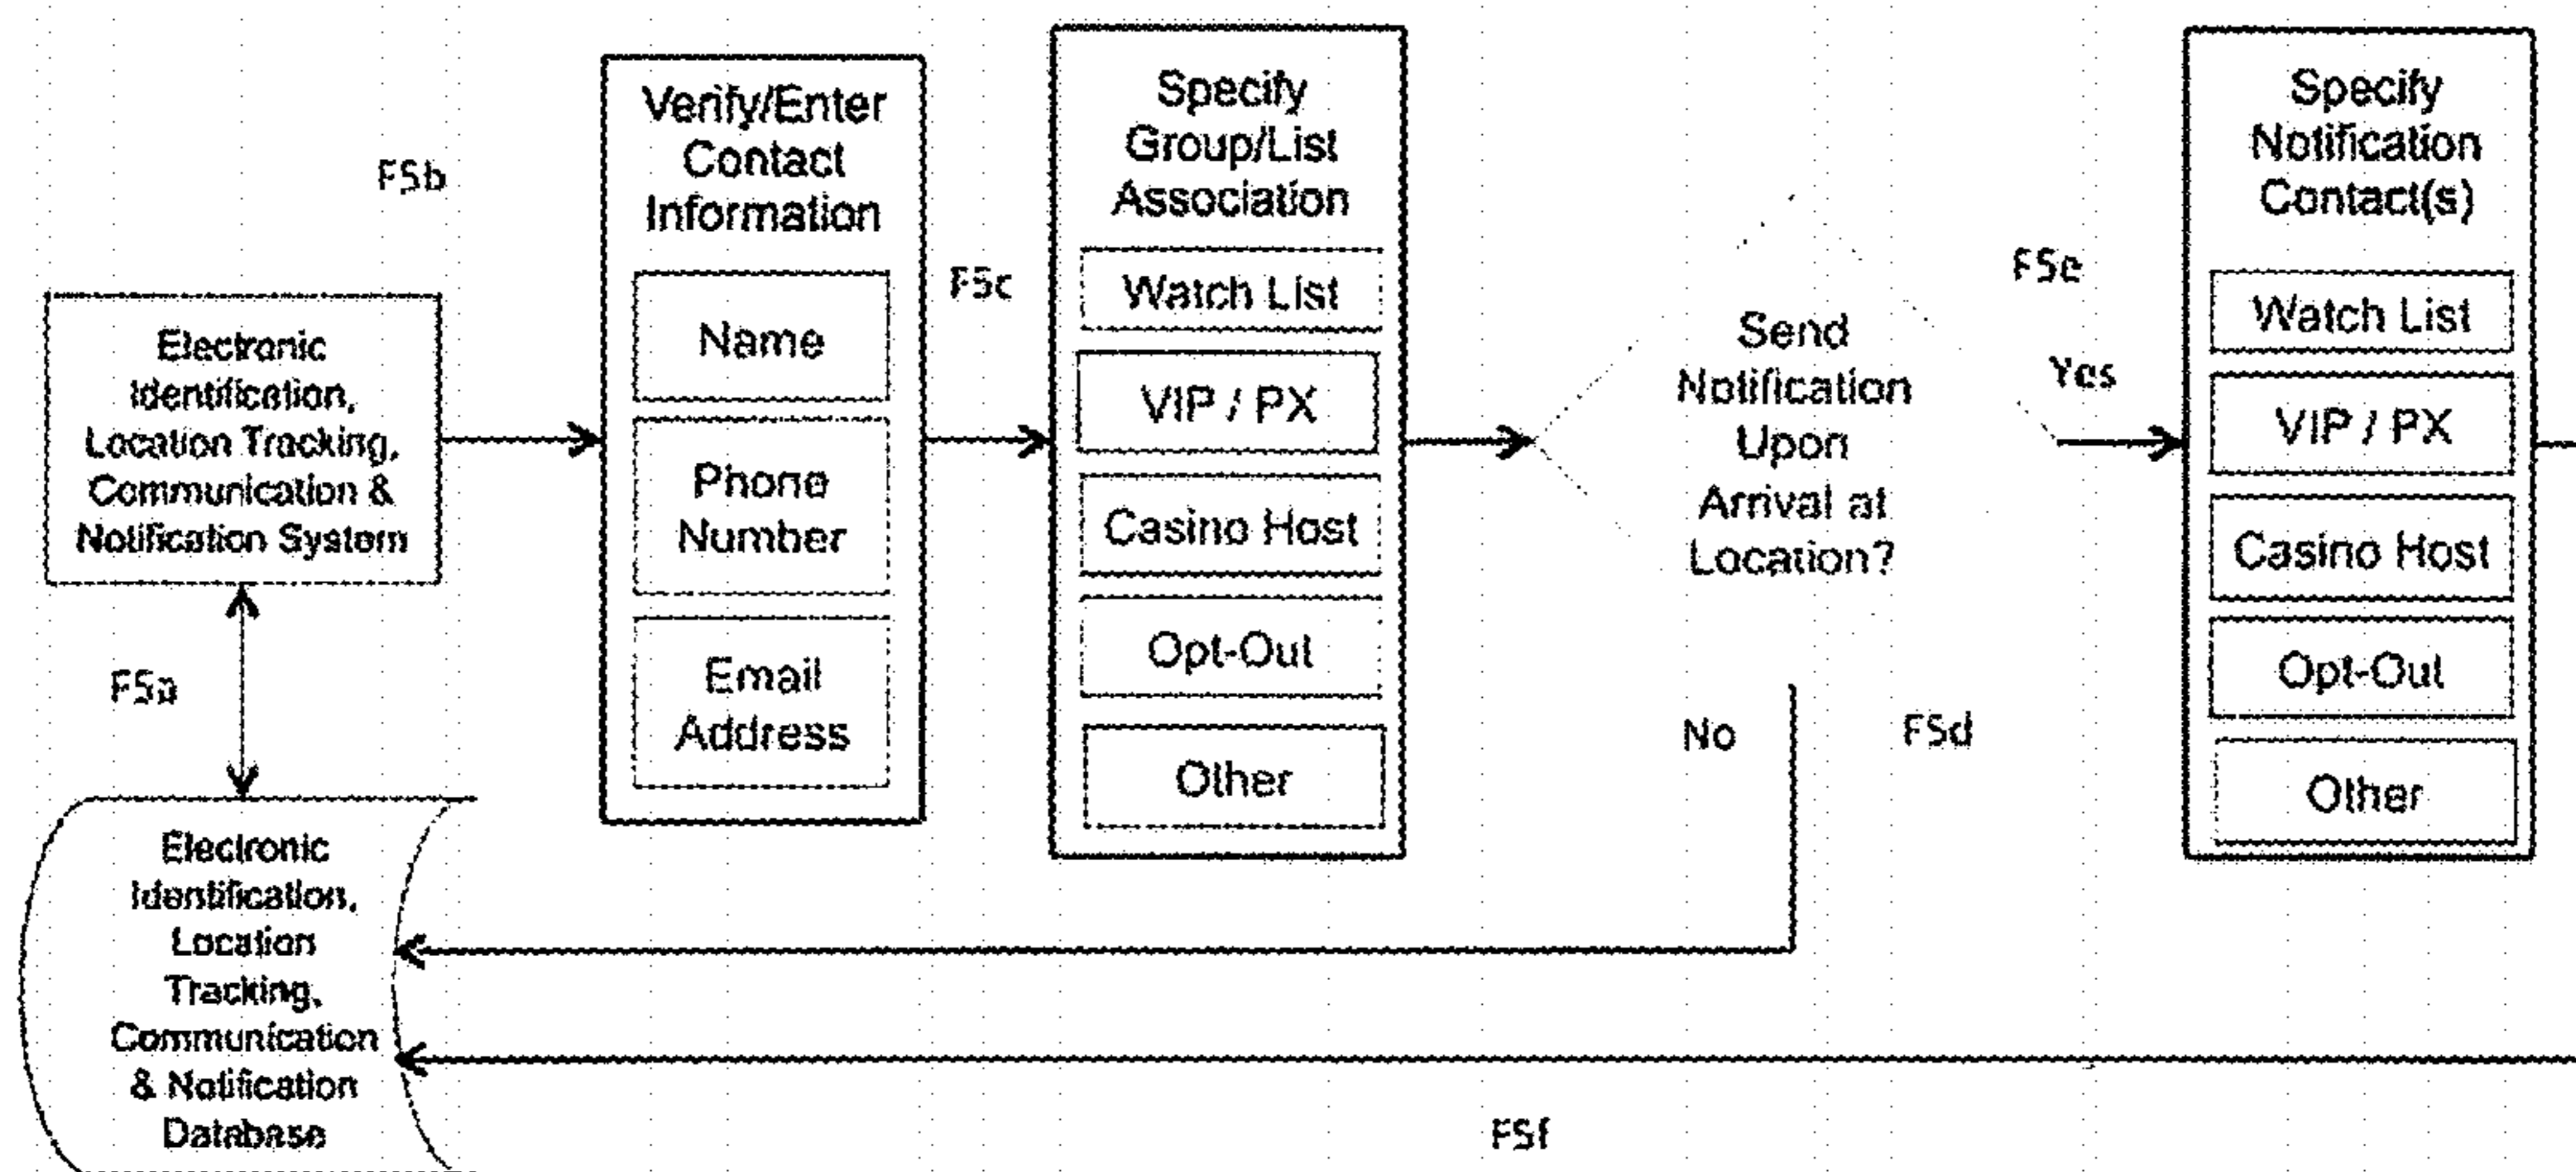 F5b
Electronic
Identification,
Location Tracking,
Communication &
Notification System
F5a
Electronic
Identification,
Location
Tracking,
Communication
& Notification
Database
Verify/Enter
Contact
Information
Name
Phone
Number
Email
Address
F5c
Specify
Group/List
Association
Watch List
VIP / PX
Casino Host
Opt-Out
Other
Send
Notification
Upon
Arrival at
Location?
No
F5d
F5e
Yes
Specify
Notification
Contact(s)
Watch List
VIP / PX
Casino Host
Opt-Out
Other
F5f